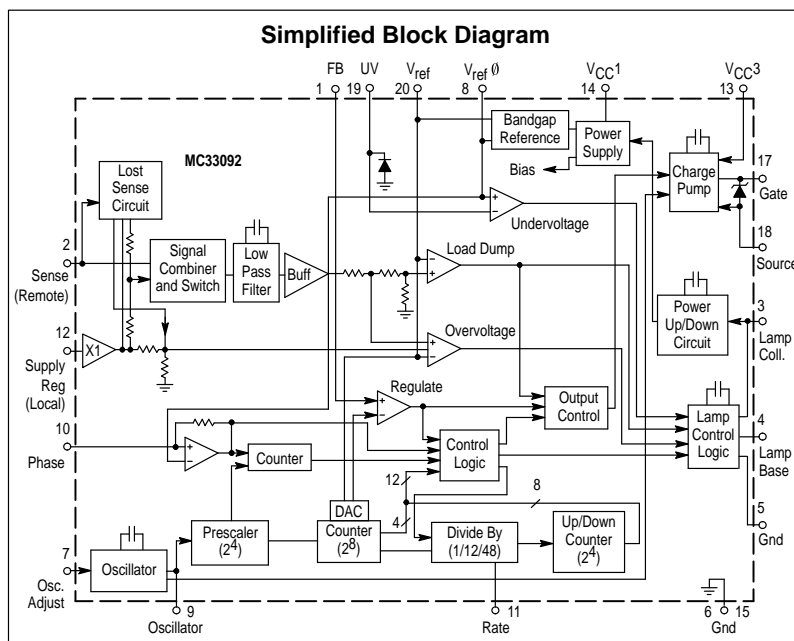 Simplified Block Diagram
FB
UV
Vref
Vref Ø
VCC1
VCC3
1
19
20
8
14
13
MC33092
Lost
Sense
Circuit
Bandgap
Reference
Power
Supply
Bias
Charge
Pump
17
Gate
18
Source
+
−
Undervoltage
2
Sense
(Remote)
Signal
Combiner
and Switch
Low
Pass
Filter
Buff
−
+
Load Dump
Power
Up/Down
Circuit
3
Lamp
Coll.
12
Supply
Reg
(Local)
X1
+
−
Overvoltage
+
−
Regulate
Output
Control
Lamp
Control
Logic
4
Lamp
Base
10
Phase
+
−
Counter
Control
Logic
12
8
4
5
Gnd
DAC
Prescaler
(2⁴)
Counter
(2⁸)
Divide By
(1/12/48)
Up/Down
Counter
(2⁴)
7
Osc.
Adjust
Oscillator
9
Oscillator
11
Rate
6
15
Gnd